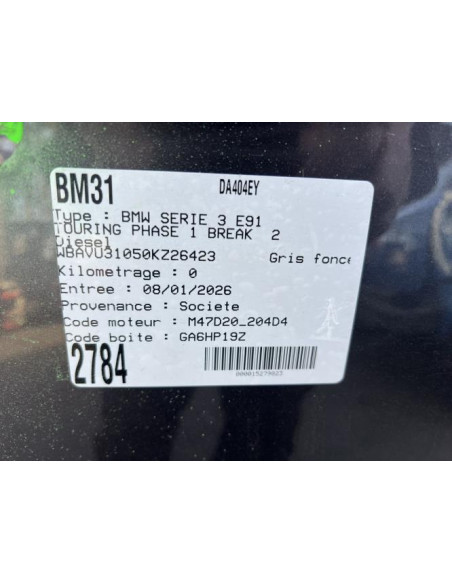 BM31 DA404EY
Type : BMW SERIE 3 E91
TOURING PHASE 1 BREAK 2
Diesel
WBAVU31050KZ26423 Gris fonce
Kilometrage : 0
Entree : 08/01/2026
Provenance : Societe
Code moteur : M47D20_204D4
Code boite : GA6HP19Z
2784
000015279023